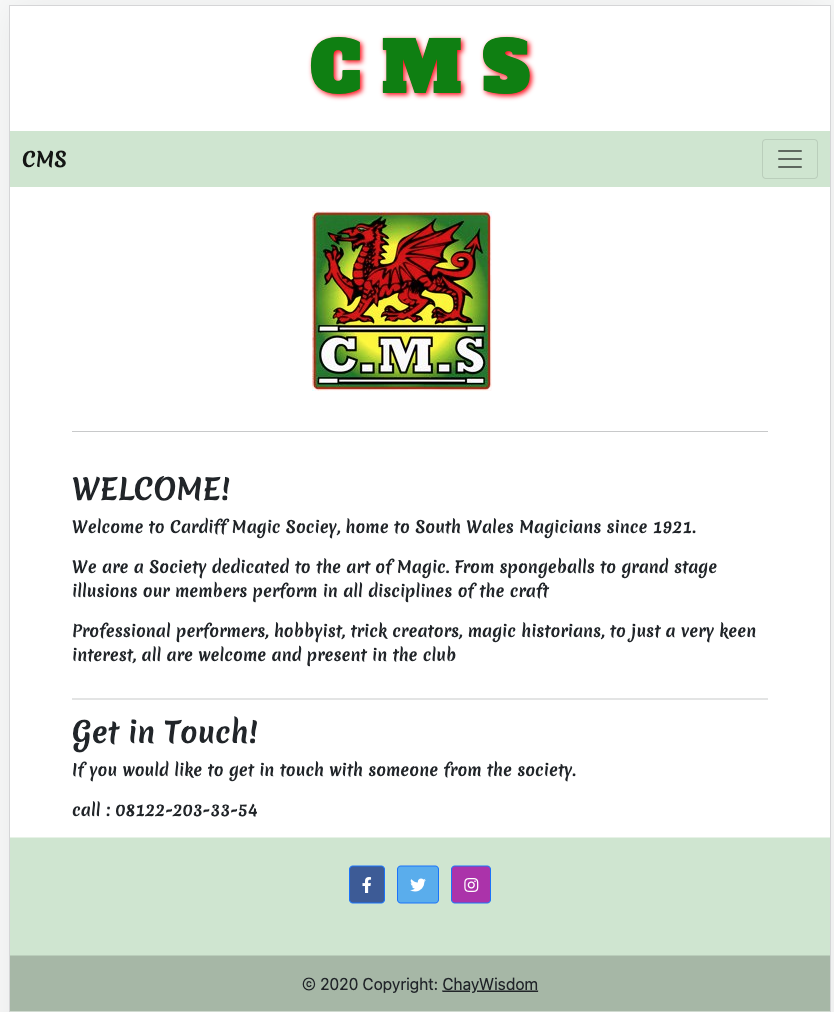 C M S
CMS
C.M.S
WELCOME!
Welcome to Cardiff Magic Sociey, home to South Wales Magicians since 1921.
We are a Society dedicated to the art of Magic. From spongeballs to grand stage
illusions our members perform in all disciplines of the craft
Professional performers, hobbyist, trick creators, magic historians, to just a very keen
interest, all are welcome and present in the club
Get in Touch!
If you would like to get in touch with someone from the society.
call : 08122-203-33-54
© 2020 Copyright: ChayWisdom